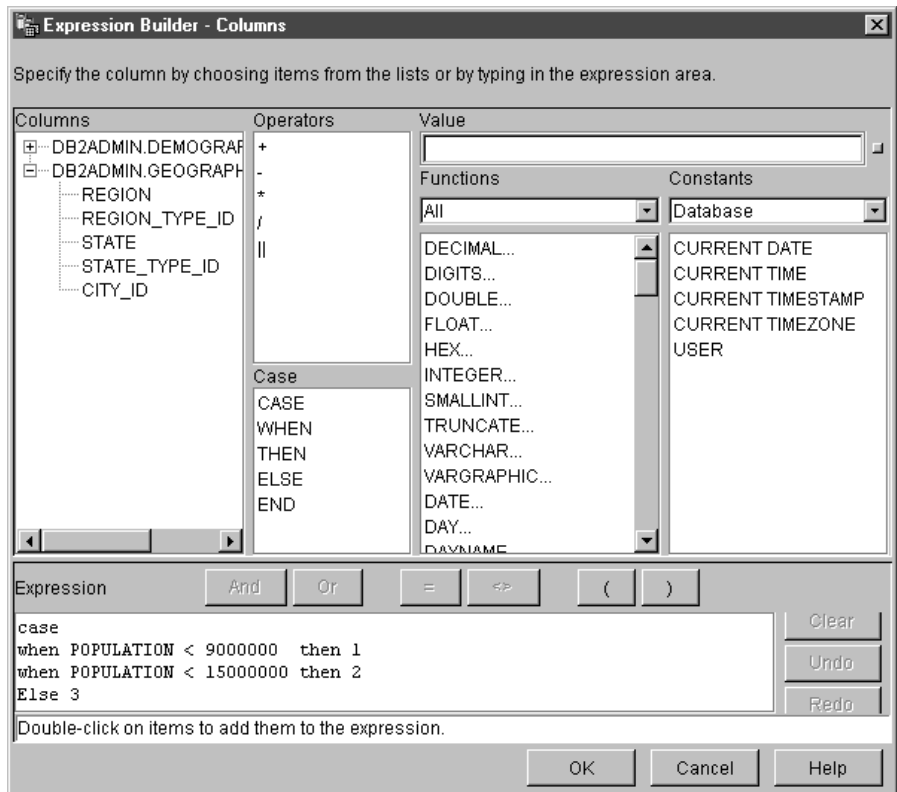 Expression Builder - Columns
Specify the column by choosing items from the lists or by typing in the expression area.
Columns
DB2ADMIN.DEMOGRAF
DB2ADMIN.GEOGRAPH
REGION
REGION_TYPE_ID
STATE
STATE_TYPE_ID
CITY_ID
Operators
+
-
*
/
||
Case
CASE
WHEN
THEN
ELSE
END
Value
Functions
All
DECIMAL...
DIGITS...
DOUBLE...
FLOAT...
HEX...
INTEGER...
SMALLINT...
TRUNCATE...
VARCHAR...
VARGRAPHIC...
DATE...
DAY...
DAYNAME
Constants
Database
CURRENT DATE
CURRENT TIME
CURRENT TIMESTAMP
CURRENT TIMEZONE
USER
Expression
And
Or
=
<>
(
)
case
when POPULATION < 9000000  then 1
when POPULATION < 15000000 then 2
Else 3
Clear
Undo
Redo
Double-click on items to add them to the expression.
OK
Cancel
Help